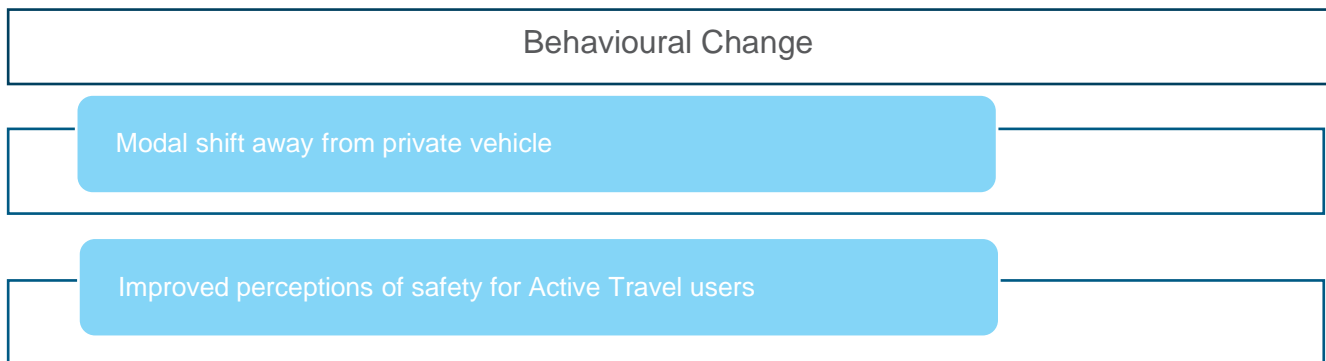 Behavioural Change
Modal shift away from private vehicle
Improved perceptions of safety for Active Travel users